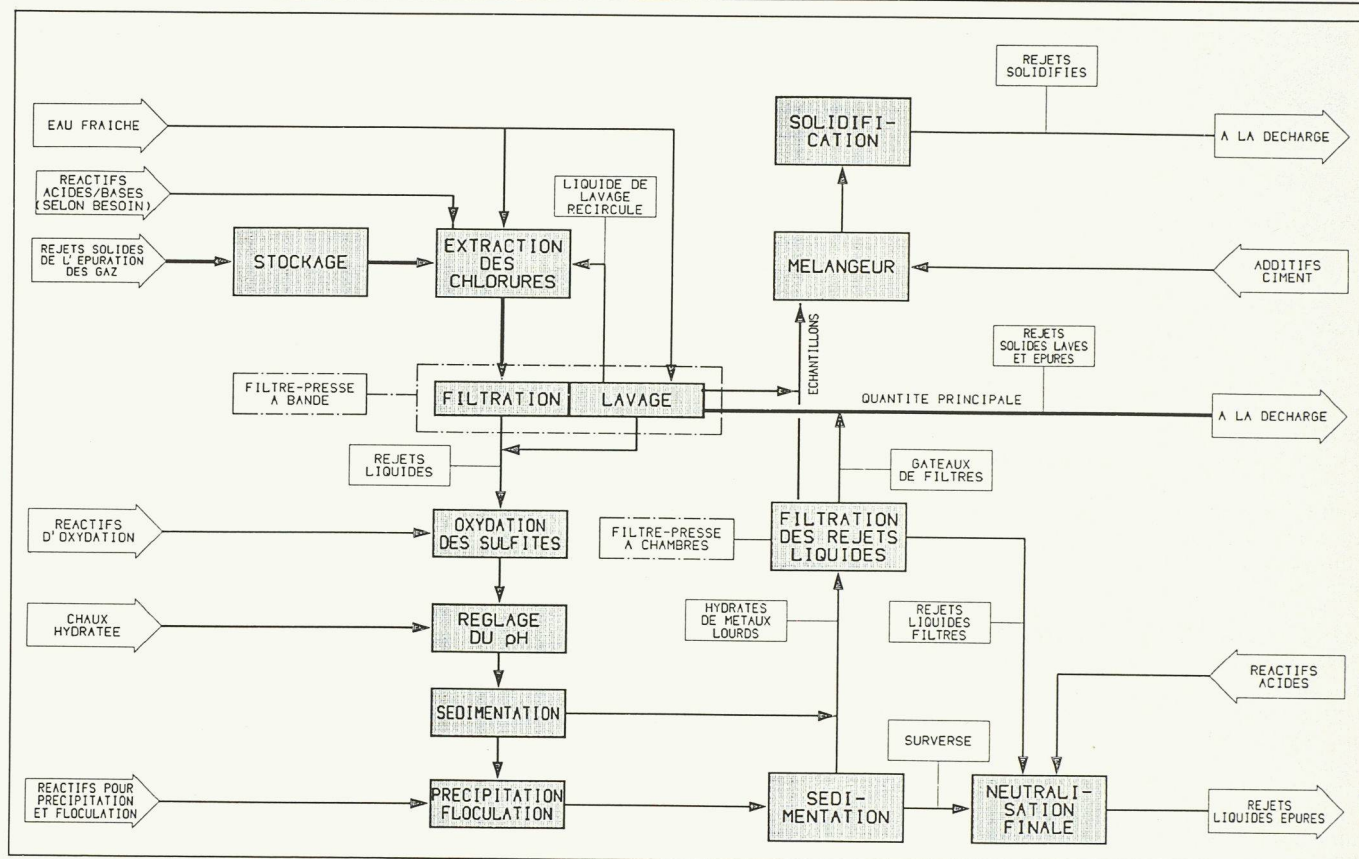 REJETS
SOLIDIFIES
EAU FRAICHE
SOLIDIFI-
CATION
A LA DECHARGE
REACTIFS
ACIDES/BASES
(SELON BESOIN)
LIQUIDE DE
LAVAGE
RECIRCULE
REJETS SOLIDES
DE L'EPURATION
DES GAZ
STOCKAGE
EXTRACTION
DES
CHLORURES
MELANGEUR
ADDITIFS
CIMENT
ECHANTILLONS
REJETS
SOLIDES LAVES
ET EPURES
FILTRE-PRESSE
A BANDE
FILTRATION
LAVAGE
QUANTITE PRINCIPALE
A LA DECHARGE
REJETS
LIQUIDES
GATEAUX
DE FILTRES
REACTIFS
D'OXYDATION
OXYDATION
DES SULFITES
FILTRE-PRESSE
A CHAMBRES
FILTRATION
DES REJETS
LIQUIDES
CHAUX
HYDRATEE
REGLAGE
DU pH
HYDRATES
DE METAUX
LOURDS
REJETS
LIQUIDES
FILTRES
REACTIFS
ACIDES
SEDIMENTATION
SURVERSE
REACTIFS POUR
PRECIPITATION
ET FLOCULATION
PRECIPITATION
FLOCULATION
SEDI-
MENTATION
NEUTRALI-
SATION
FINALE
REJETS
LIQUIDES EPURES